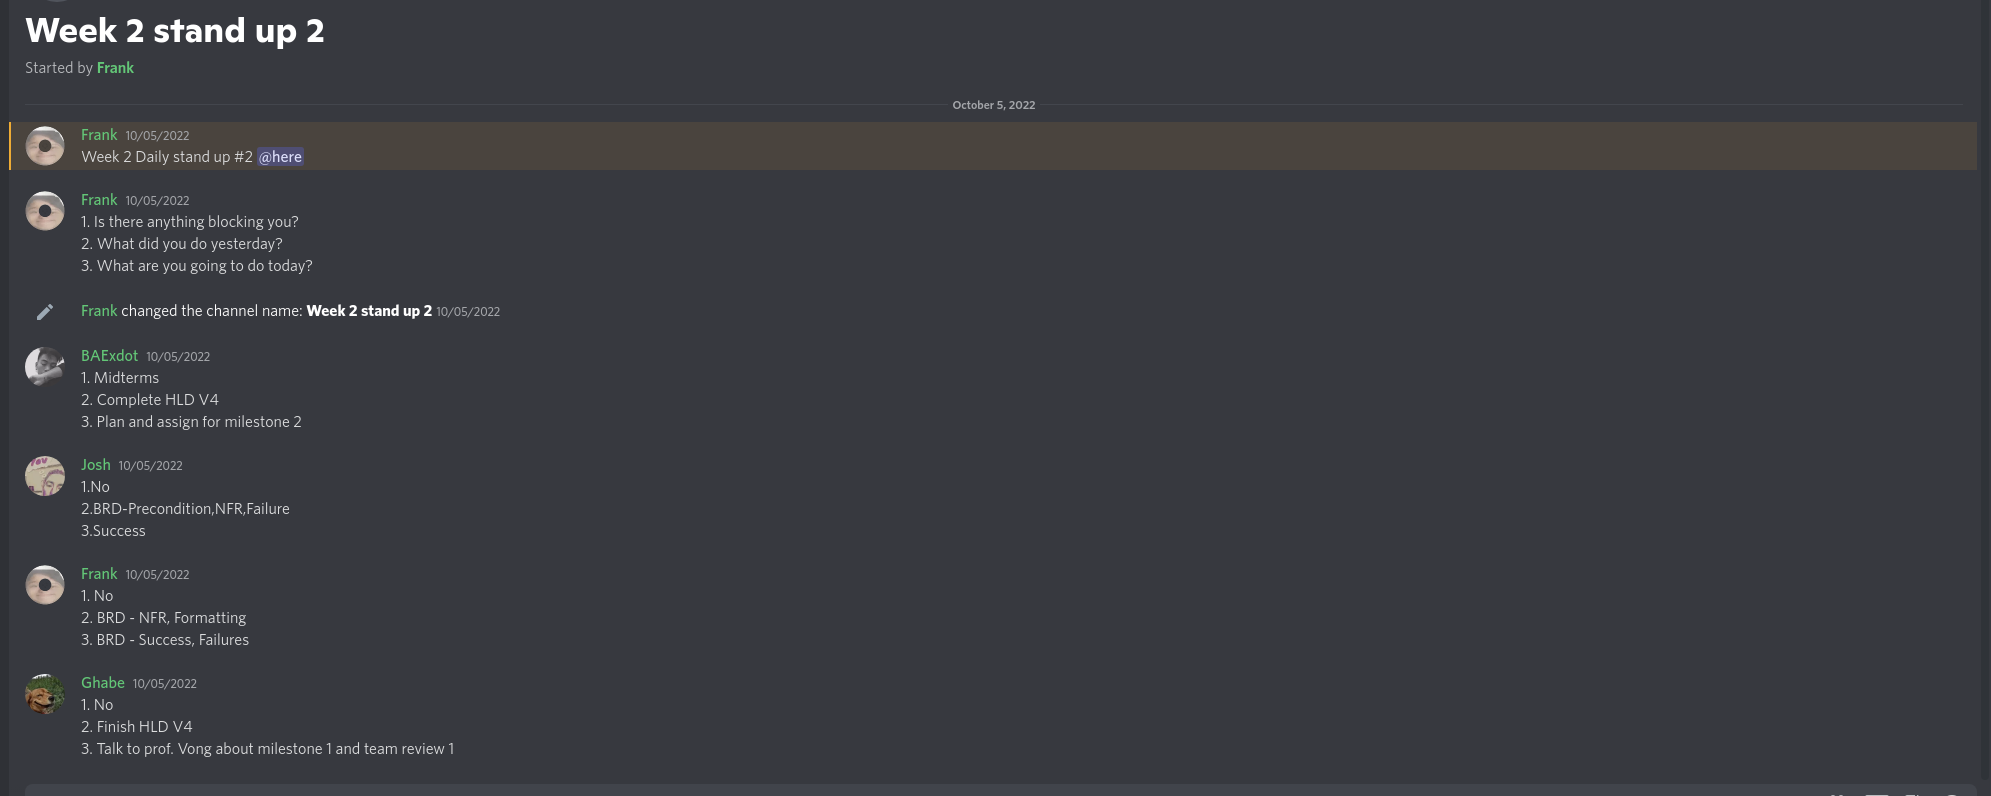 Week 2 stand up 2
Started by Frank
October 5, 2022
Frank 10/05/2022
Week 2 Daily stand up #2 @here
Frank 10/05/2022
1. Is there anything blocking you?
2. What did you do yesterday?
3. What are you going to do today?
Frank changed the channel name: Week 2 stand up 2 10/05/2022
BAExdot 10/05/2022
1. Midterms
2. Complete HLD V4
3. Plan and assign for milestone 2
Josh 10/05/2022
1.No
2.BRD-Precondition,NFR,Failure
3.Success
Frank 10/05/2022
1. No
2. BRD - NFR, Formatting
3. BRD - Success, Failures
Ghabe 10/05/2022
1. No
2. Finish HLD V4
3. Talk to prof. Vong about milestone 1 and team review 1